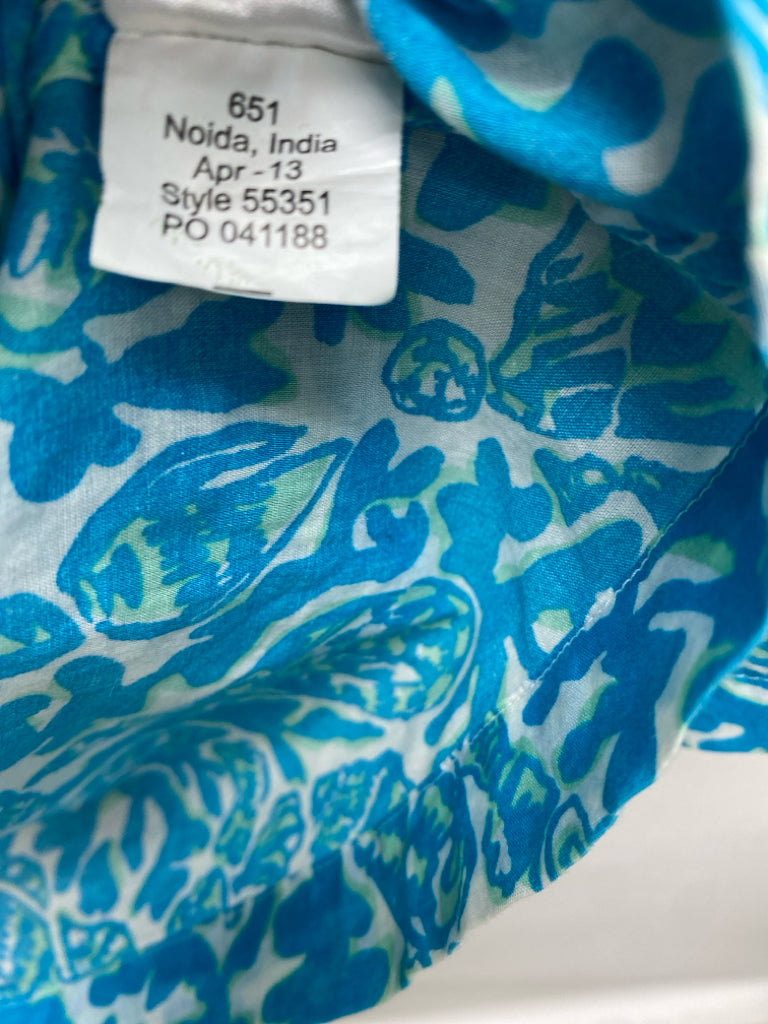 651
Noida, India
Apr - 13
Style 55351
PO 041188